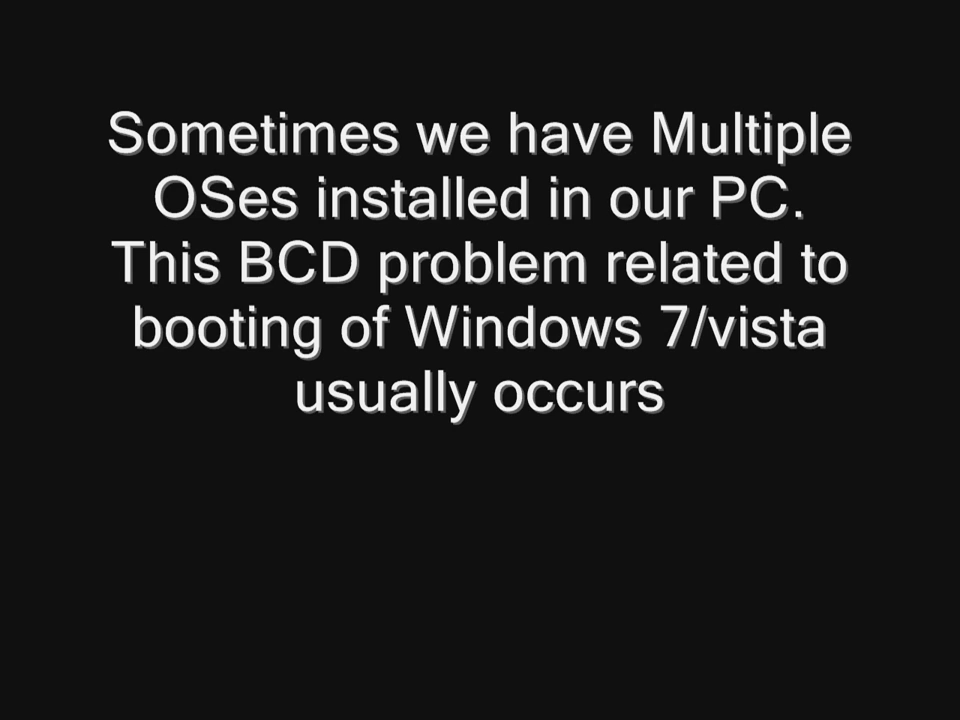 Sometimes we have Multiple
OSes installed in our PC.
This BCD problem related to
booting of Windows 7/vista
usually occurs